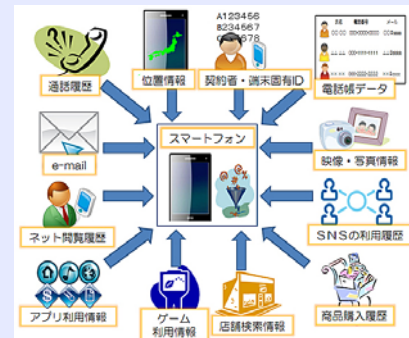 A123456
B234567
通話履歴
位置情報
契約者・端末固有ID
電話帳データ
スマートフォン
e-mail
映像・写真情報
ネット閲覧履歴
SNSの利用履歴
アプリ利用情報
ゲーム
利用情報
店舗検索情報
商品購入履歴